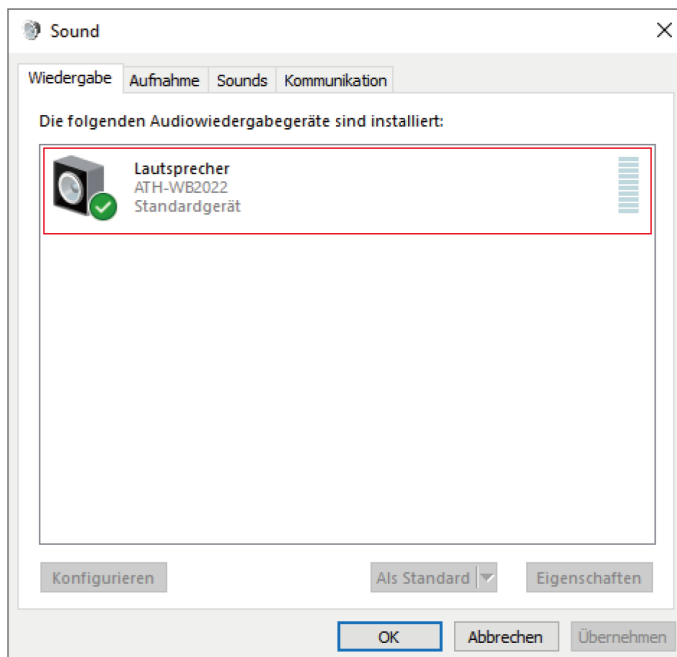 Sound
Wiedergabe Aufnahme Sounds Kommunikation
Die folgenden Audiowiedergabegeräte sind installiert:
Lautsprecher
ATH-WB2022
Standardgerät
Konfigurieren Als Standard Eigenschaften
OK Abbrechen Übernehmen